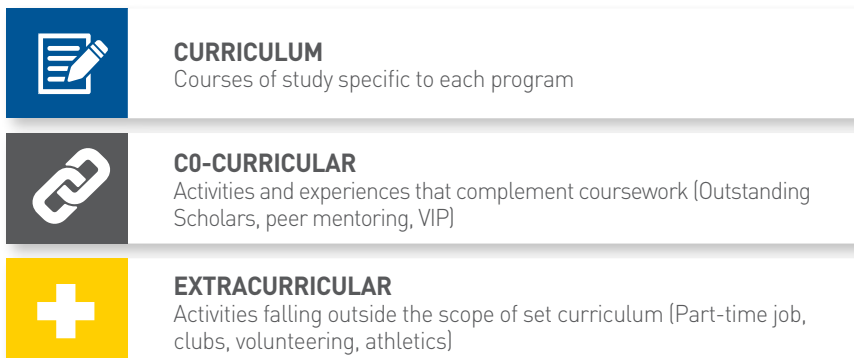 CURRICULUM
Courses of study specific to each program
C0-CURRICULAR
Activities and experiences that complement coursework (Outstanding
Scholars, peer mentoring, VIP)
EXTRACURRICULAR
Activities falling outside the scope of set curriculum (Part-time job,
clubs, volunteering, athletics)